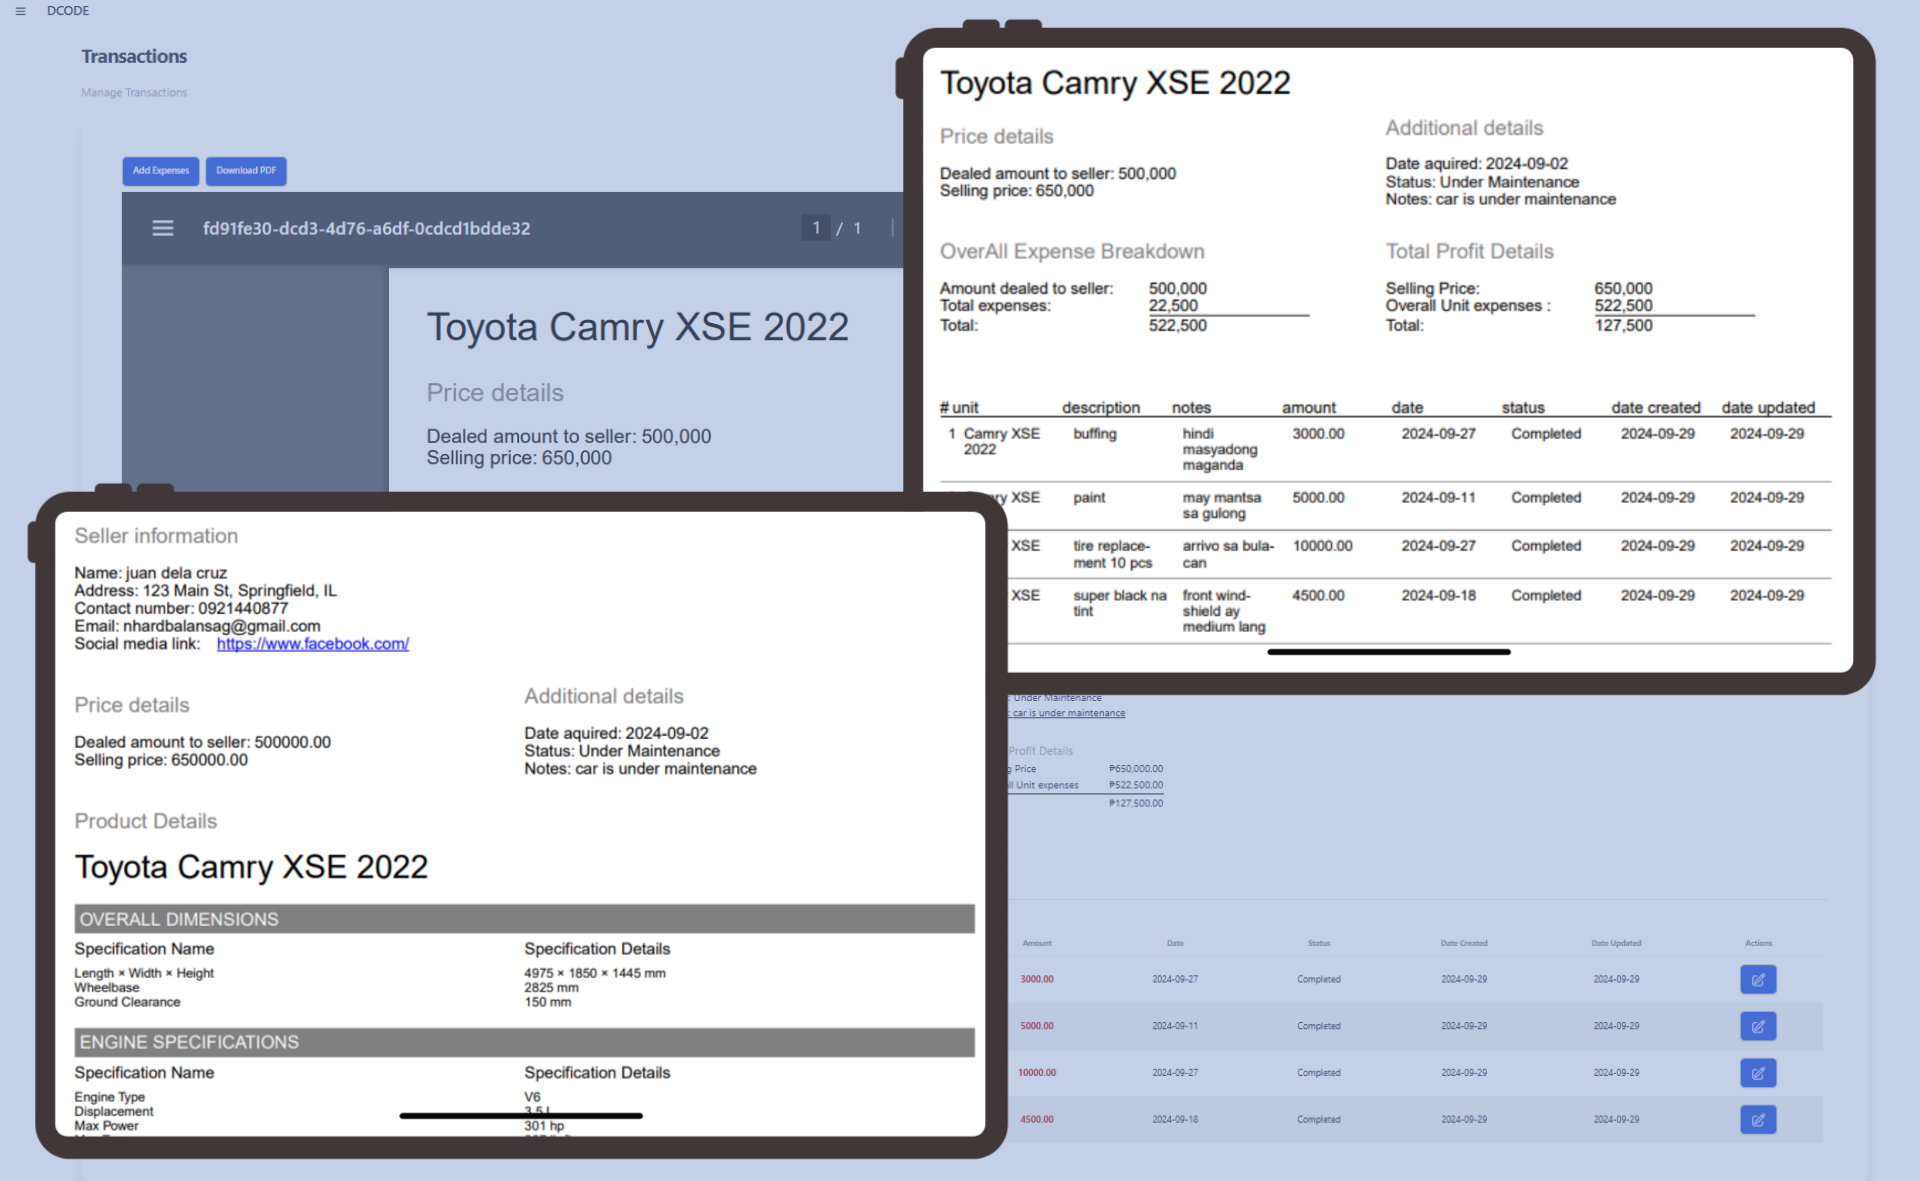 DCODE
Transactions
Manage Transactions
Add Expenses
Download PDF
fd91fe30-dcd3-4d76-a6df-0cdcd1bdde32
1 / 1
Toyota Camry XSE 2022
Price details
Dealed amount to seller: 500,000
Selling price: 650,000
Toyota Camry XSE 2022
Price details
Dealed amount to seller: 500,000
Selling price: 650,000
Additional details
Date aquired: 2024-09-02
Status: Under Maintenance
Notes: car is under maintenance
OverAll Expense Breakdown
Amount dealed to seller: 500,000
Total expenses: 22,500
Total: 522,500
Total Profit Details
Selling Price: 650,000
Overall Unit expenses : 522,500
Total: 127,500
# unit description notes amount date status date created date updated
1 Camry XSE 2022 buffing hindi masyadong maganda 3000.00 2024-09-27 Completed 2024-09-29 2024-09-29
XSE paint may mantsa sa gulong 5000.00 2024-09-11 Completed 2024-09-29 2024-09-29
XSE tire replace-ment 10 pcs arrivo sa bula-can 10000.00 2024-09-27 Completed 2024-09-29 2024-09-29
XSE super black na tint front wind-shield ay medium lang 4500.00 2024-09-18 Completed 2024-09-29 2024-09-29
Seller information
Name: juan dela cruz
Address: 123 Main St, Springfield, IL
Contact number: 0921440877
Email: nhardbalansag@gmail.com
Social media link: https://www.facebook.com/
Price details
Dealed amount to seller: 500000.00
Selling price: 650000.00
Additional details
Date aquired: 2024-09-02
Status: Under Maintenance
Notes: car is under maintenance
Product Details
Toyota Camry XSE 2022
OVERALL DIMENSIONS
Specification Name Specification Details
Length × Width × Height 4975 × 1850 × 1445 mm
Wheelbase 2825 mm
Ground Clearance 150 mm
ENGINE SPECIFICATIONS
Specification Name Specification Details
Engine Type V6
Displacement 3.5 L
Max Power 301 hp
: Under Maintenance
: car is under maintenance
Profit Details
Price ₱650,000.00
Unit expenses ₱522,500.00
₱127,500.00
Amount Date Status Date Created Date Updated Actions
3000.00 2024-09-27 Completed 2024-09-29 2024-09-29
5000.00 2024-09-11 Completed 2024-09-29 2024-09-29
10000.00 2024-09-27 Completed 2024-09-29 2024-09-29
4500.00 2024-09-18 Completed 2024-09-29 2024-09-29